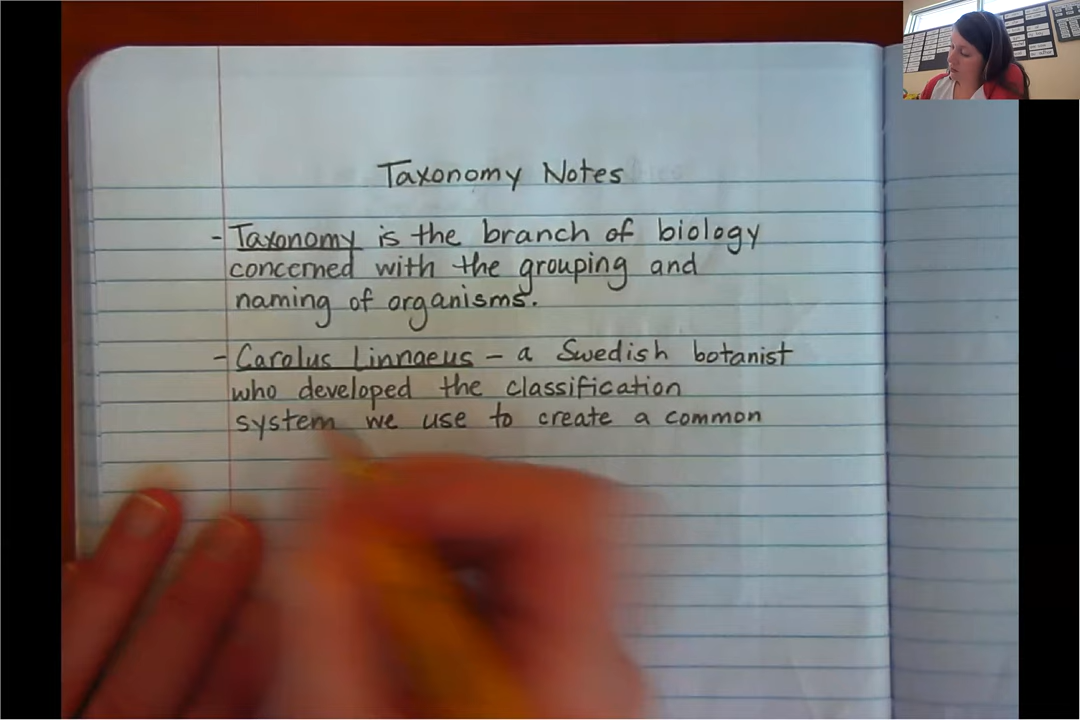 Taxonomy Notes
- Taxonomy is the branch of biology
concerned with the grouping and
naming of organisms.
- Carolus Linnaeus - a Swedish botanist
who developed the classification
system we use to create a common